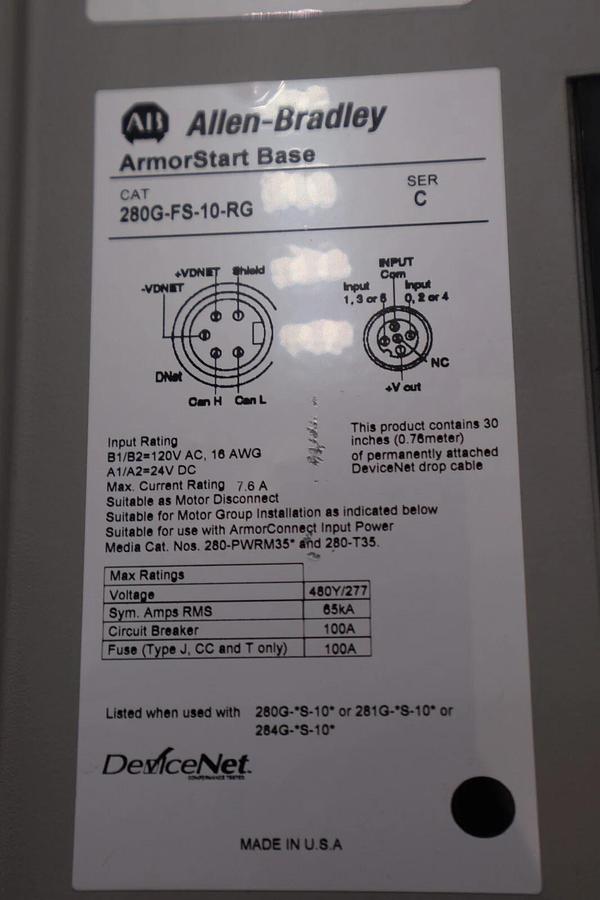 AB Allen-Bradley
ArmorStart Base
CAT
280G-FS-10-RG
SER
C
+VDNET Shield
-VDNET
DNet
Can H Can L
INPUT
Com
Input Input
1, 3 or 5 0, 2 or 4
NC
+V out
Input Rating
B1/B2=120V AC, 16 AWG
A1/A2=24V DC
Max. Current Rating 7.6 A
Suitable as Motor Disconnect
Suitable for Motor Group Installation as indicated below
Suitable for use with ArmorConnect Input Power
Media Cat. Nos. 280-PWRM35* and 280-T35.
This product contains 30
inches (0.76meter)
of permanently attached
DeviceNet drop cable
Max Ratings
Voltage 480Y/277
Sym. Amps RMS 65kA
Circuit Breaker 100A
Fuse (Type J, CC and T only) 100A
Listed when used with 280G-*S-10* or 281G-*S-10* or
284G-*S-10*
DeviceNet.
CONFORMANCE TESTED
MADE IN U.S.A